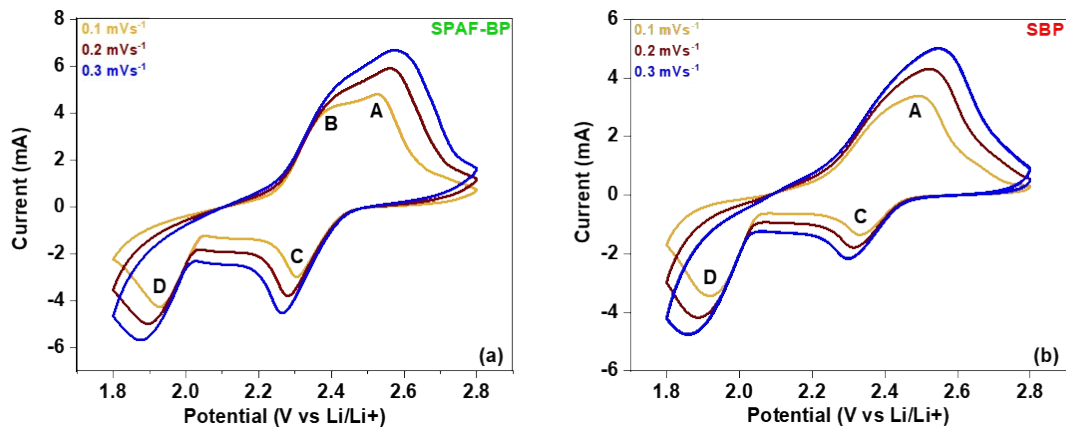 SPAF-BP
0.1 mVs⁻¹
0.2 mVs⁻¹
0.3 mVs⁻¹
8
6
4
2
0
-2
-4
-6
Current (mA)
B
A
C
D
(a)
1.8 2.0 2.2 2.4 2.6 2.8
Potential (V vs Li/Li+)
SBP
0.1 mVs⁻¹
0.2 mVs⁻¹
0.3 mVs⁻¹
6
4
2
0
-2
-4
-6
Current (mA)
A
C
D
(b)
1.8 2.0 2.2 2.4 2.6 2.8
Potential (V vs Li/Li+)